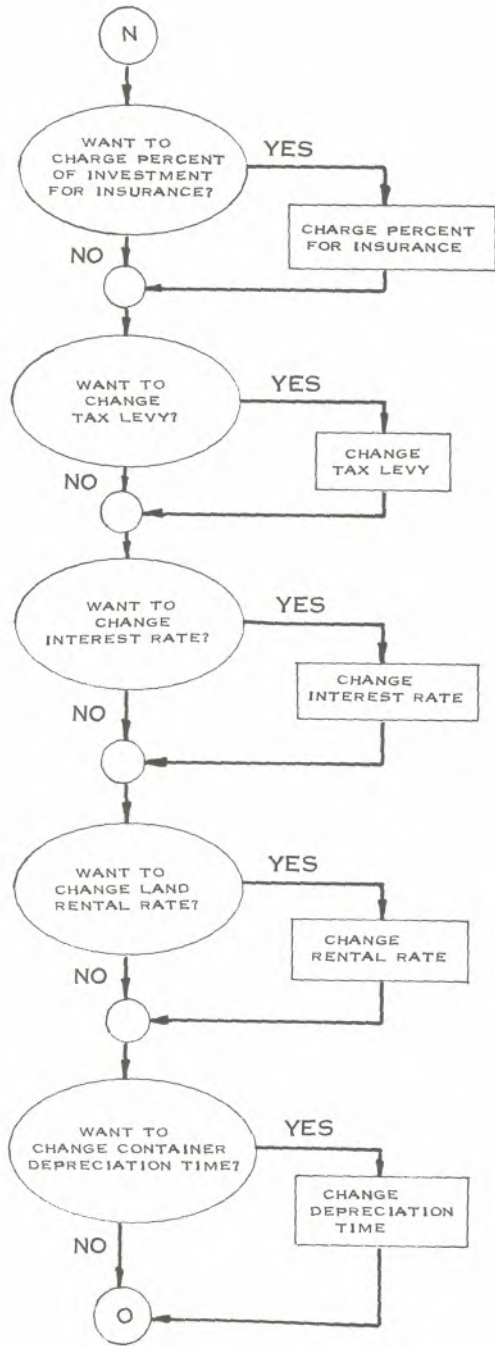 N
WANT TO
CHARGE PERCENT
OF INVESTMENT
FOR INSURANCE?
YES
CHARGE PERCENT
FOR INSURANCE
NO
WANT TO
CHANGE
TAX LEVY?
YES
CHANGE
TAX LEVY
NO
WANT TO
CHANGE
INTEREST RATE?
YES
CHANGE
INTEREST RATE
NO
WANT TO
CHANGE LAND
RENTAL RATE?
YES
CHANGE
RENTAL RATE
NO
WANT TO
CHANGE CONTAINER
DEPRECIATION TIME?
YES
CHANGE
DEPRECIATION
TIME
NO
O